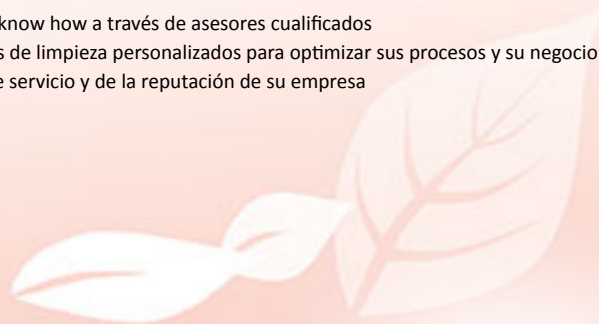 know how a través de asesores cualificados
de limpieza personalizados para optimizar sus procesos y su negocio
servicio y de la reputación de su empresa